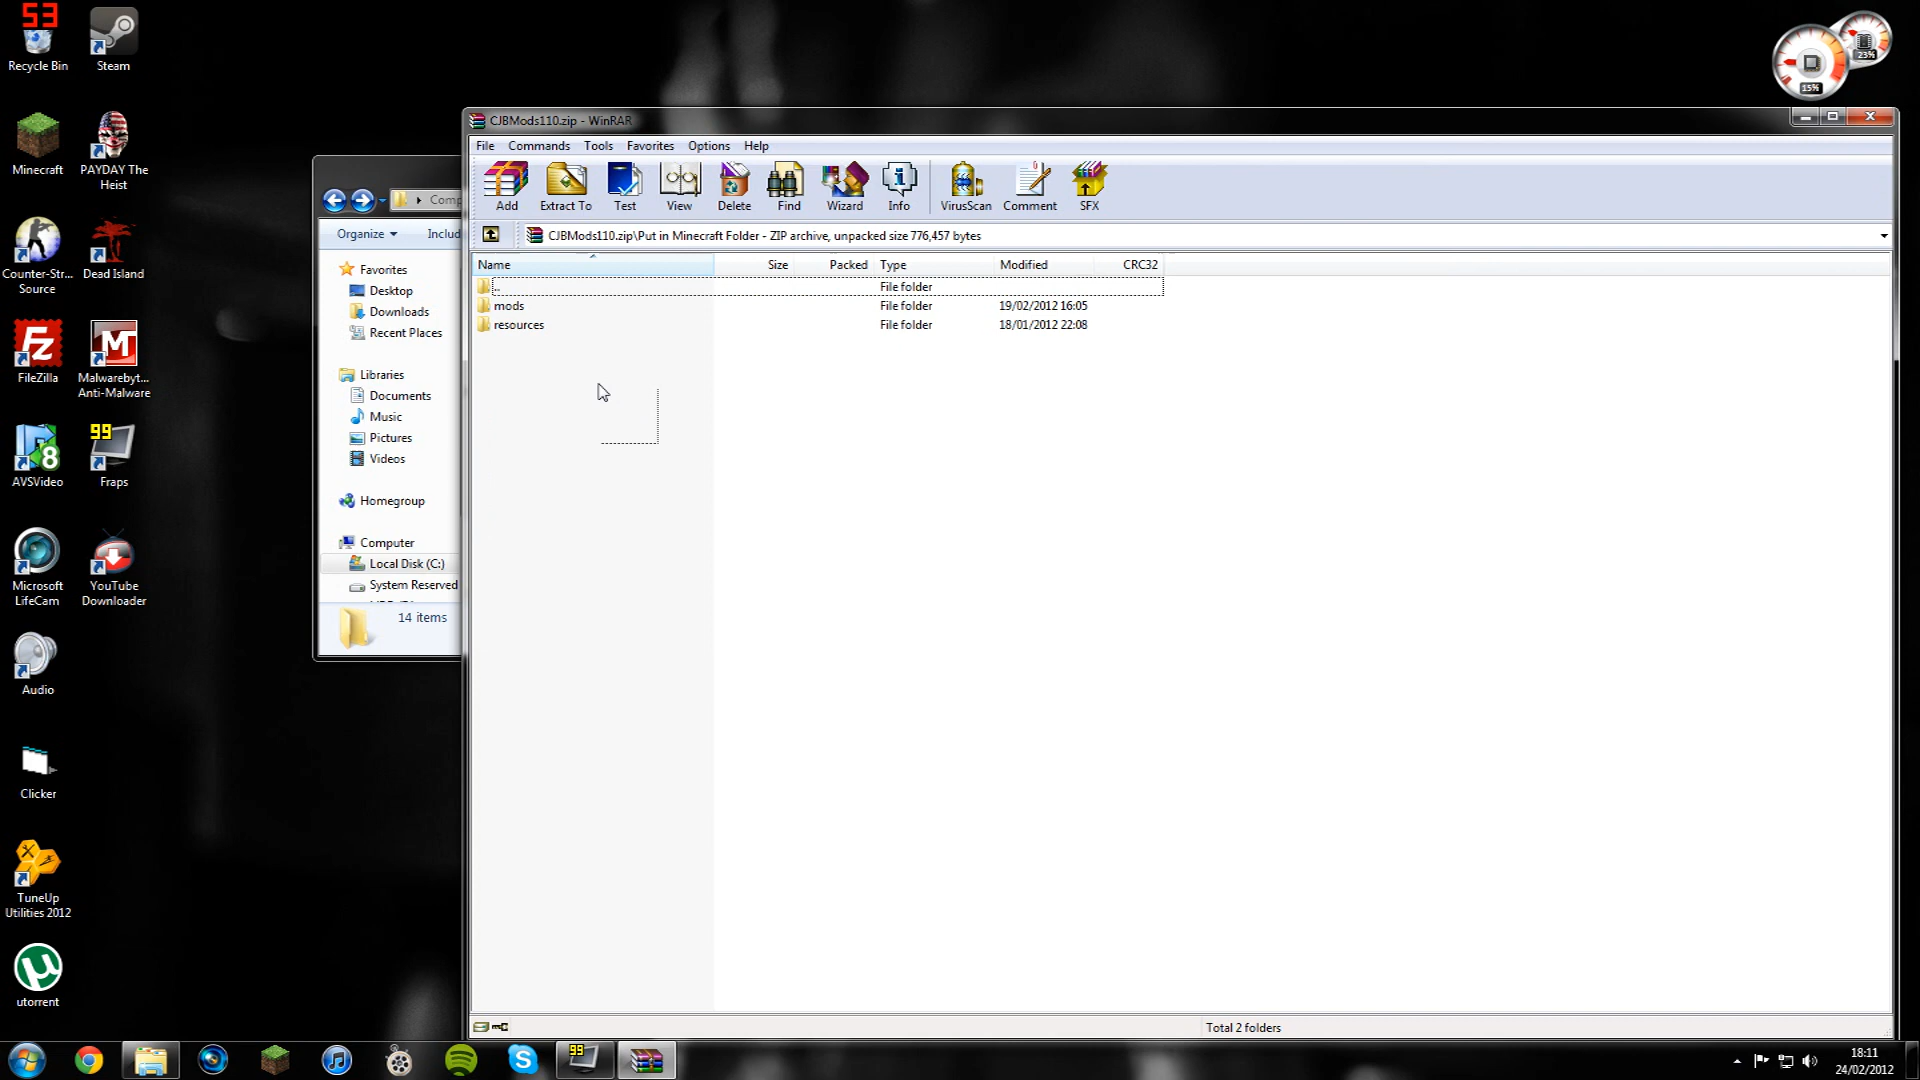 53
Recycle Bin
Steam
Minecraft
PAYDAY The
Heist
Counter-Str...
Source
Dead Island
FileZilla
Malwarebyt...
Anti-Malware
8
AVSVideo
99
Fraps
Microsoft
LifeCam
YouTube
Downloader
Audio
Clicker
TuneUp
Utilities 2012
utorrent
23%
15%
Comp
Organize
Includ
Favorites
Desktop
Downloads
Recent Places
Libraries
Documents
Music
Pictures
Videos
Homegroup
Computer
Local Disk (C:)
System Reserved
14 items
CJBMods110.zip - WinRAR
File Commands Tools Favorites Options Help
Add Extract To Test View Delete Find Wizard Info VirusScan Comment SFX
CJBMods110.zip\Put in Minecraft Folder - ZIP archive, unpacked size 776,457 bytes
Name Size Packed Type Modified CRC32
.. File folder
mods File folder 19/02/2012 16:05
resources File folder 18/01/2012 22:08
Total 2 folders
99
18:11
24/02/2012